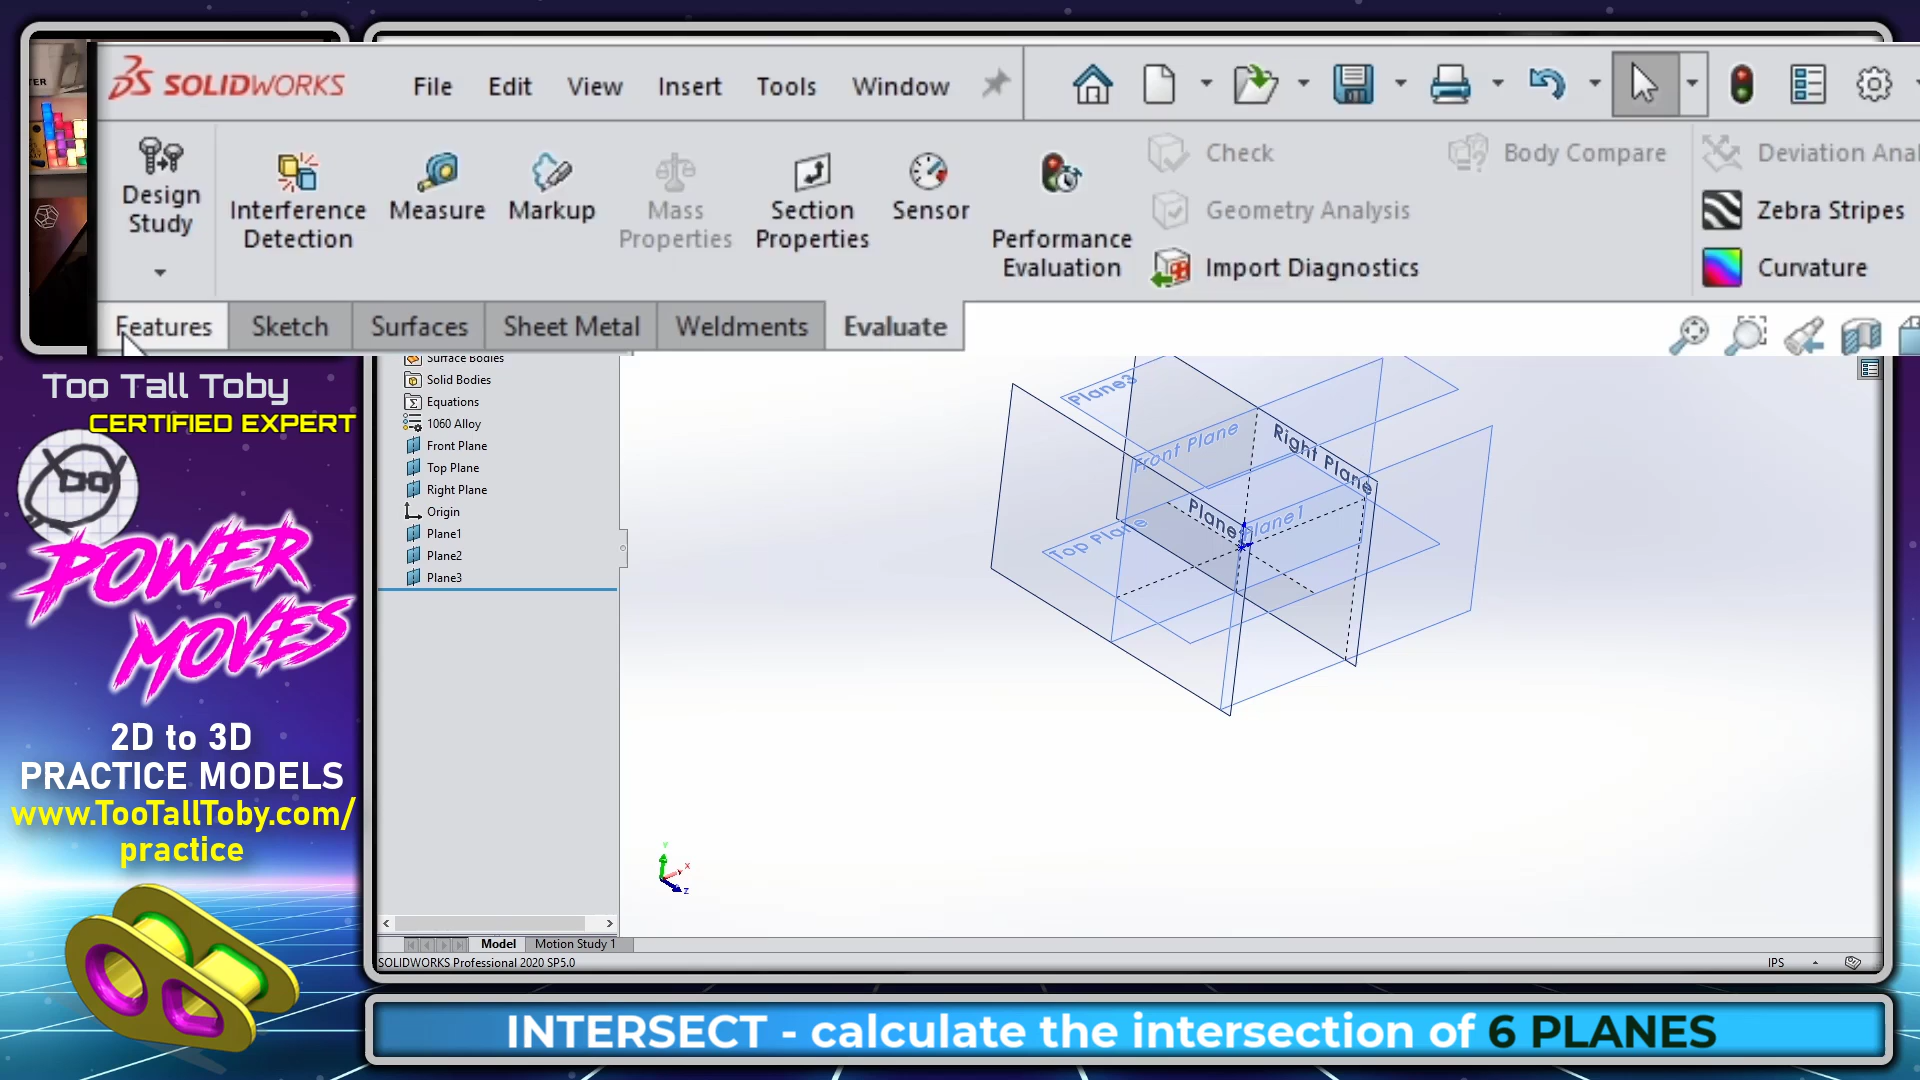 SOLIDWORKS
File Edit View Insert Tools Window
Design Study
Interference Detection
Measure
Markup
Mass Properties
Section Properties
Sensor
Performance Evaluation
Check
Geometry Analysis
Import Diagnostics
Body Compare
Deviation Anal
Zebra Stripes
Curvature
Features Sketch Surfaces Sheet Metal Weldments Evaluate
TER
Too Tall Toby
CERTIFIED EXPERT
POWER
MOVES
2D to 3D
PRACTICE MODELS
www.TooTallToby.com/
practice
Surface Bodies
Solid Bodies
Equations
1060 Alloy
Front Plane
Top Plane
Right Plane
Origin
Plane1
Plane2
Plane3
Plane3
Front Plane
Right Plane
Plane
Plane1
Top Plane
Y
X
Z
Model Motion Study 1
SOLIDWORKS Professional 2020 SP5.0
IPS
INTERSECT - calculate the intersection of 6 PLANES